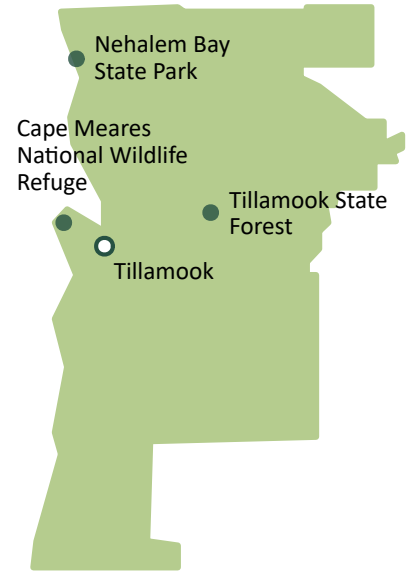 Nehalem Bay
State Park
Cape Meares
National Wildlife
Refuge
Tillamook State
Forest
Tillamook